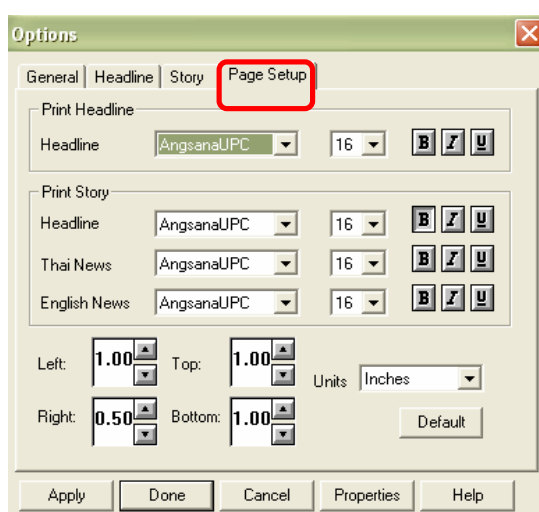 Options
General Headline Story Page Setup
Print Headline
Headline AngsanaUPC 16 B I U
Print Story
Headline AngsanaUPC 16 B I U
Thai News AngsanaUPC 16 B I U
English News AngsanaUPC 16 B I U
Left: 1.00 Top: 1.00 Units Inches
Right: 0.50 Bottom: 1.00 Default
Apply Done Cancel Properties Help